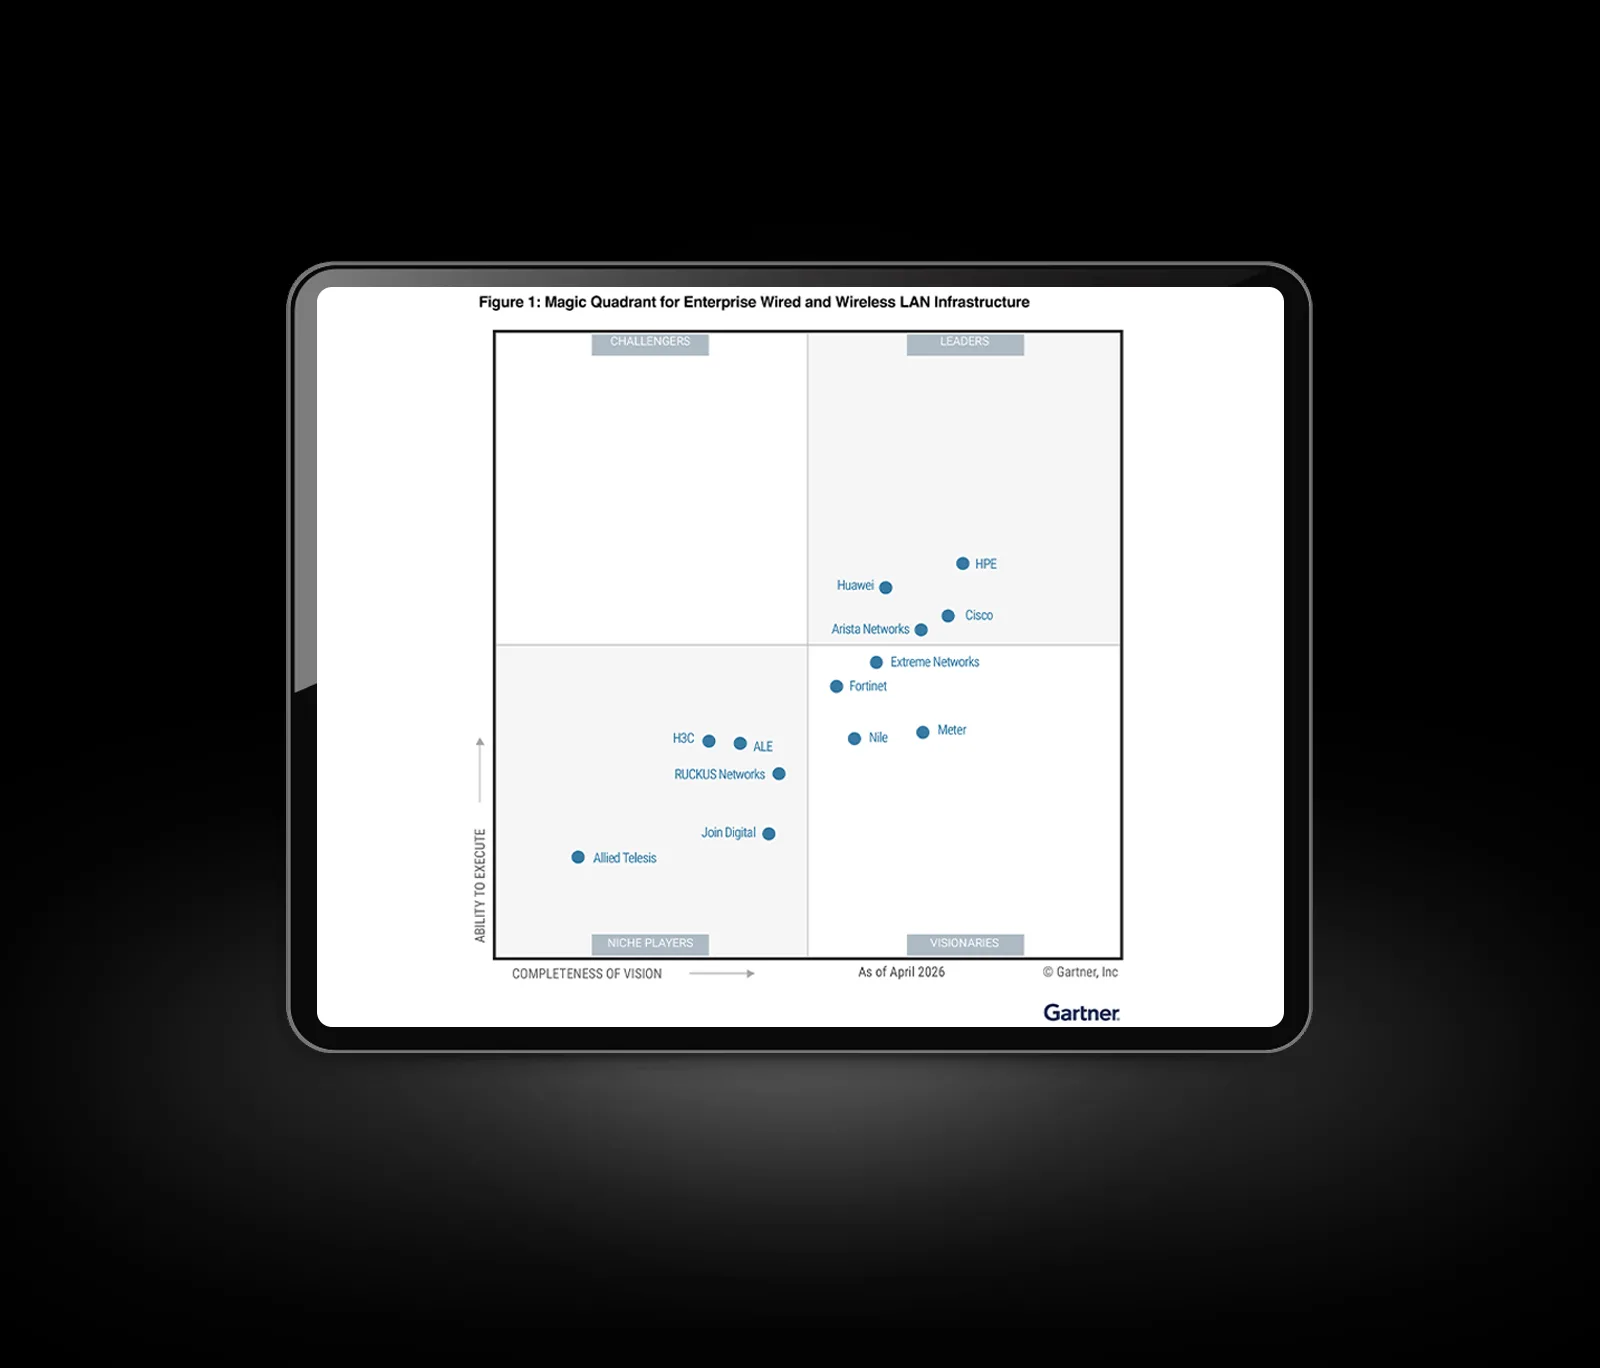 Figure 1: Magic Quadrant for Enterprise Wired and Wireless LAN Infrastructure
CHALLENGERS
LEADERS
HPE
Huawei
Cisco
Arista Networks
Extreme Networks
Fortinet
H3C
ALE
Nile
Meter
RUCKUS Networks
Join Digital
Allied Telesis
ABILITY TO EXECUTE
NICHE PLAYERS
VISIONARIES
COMPLETENESS OF VISION
As of April 2026
© Gartner, Inc
Gartner